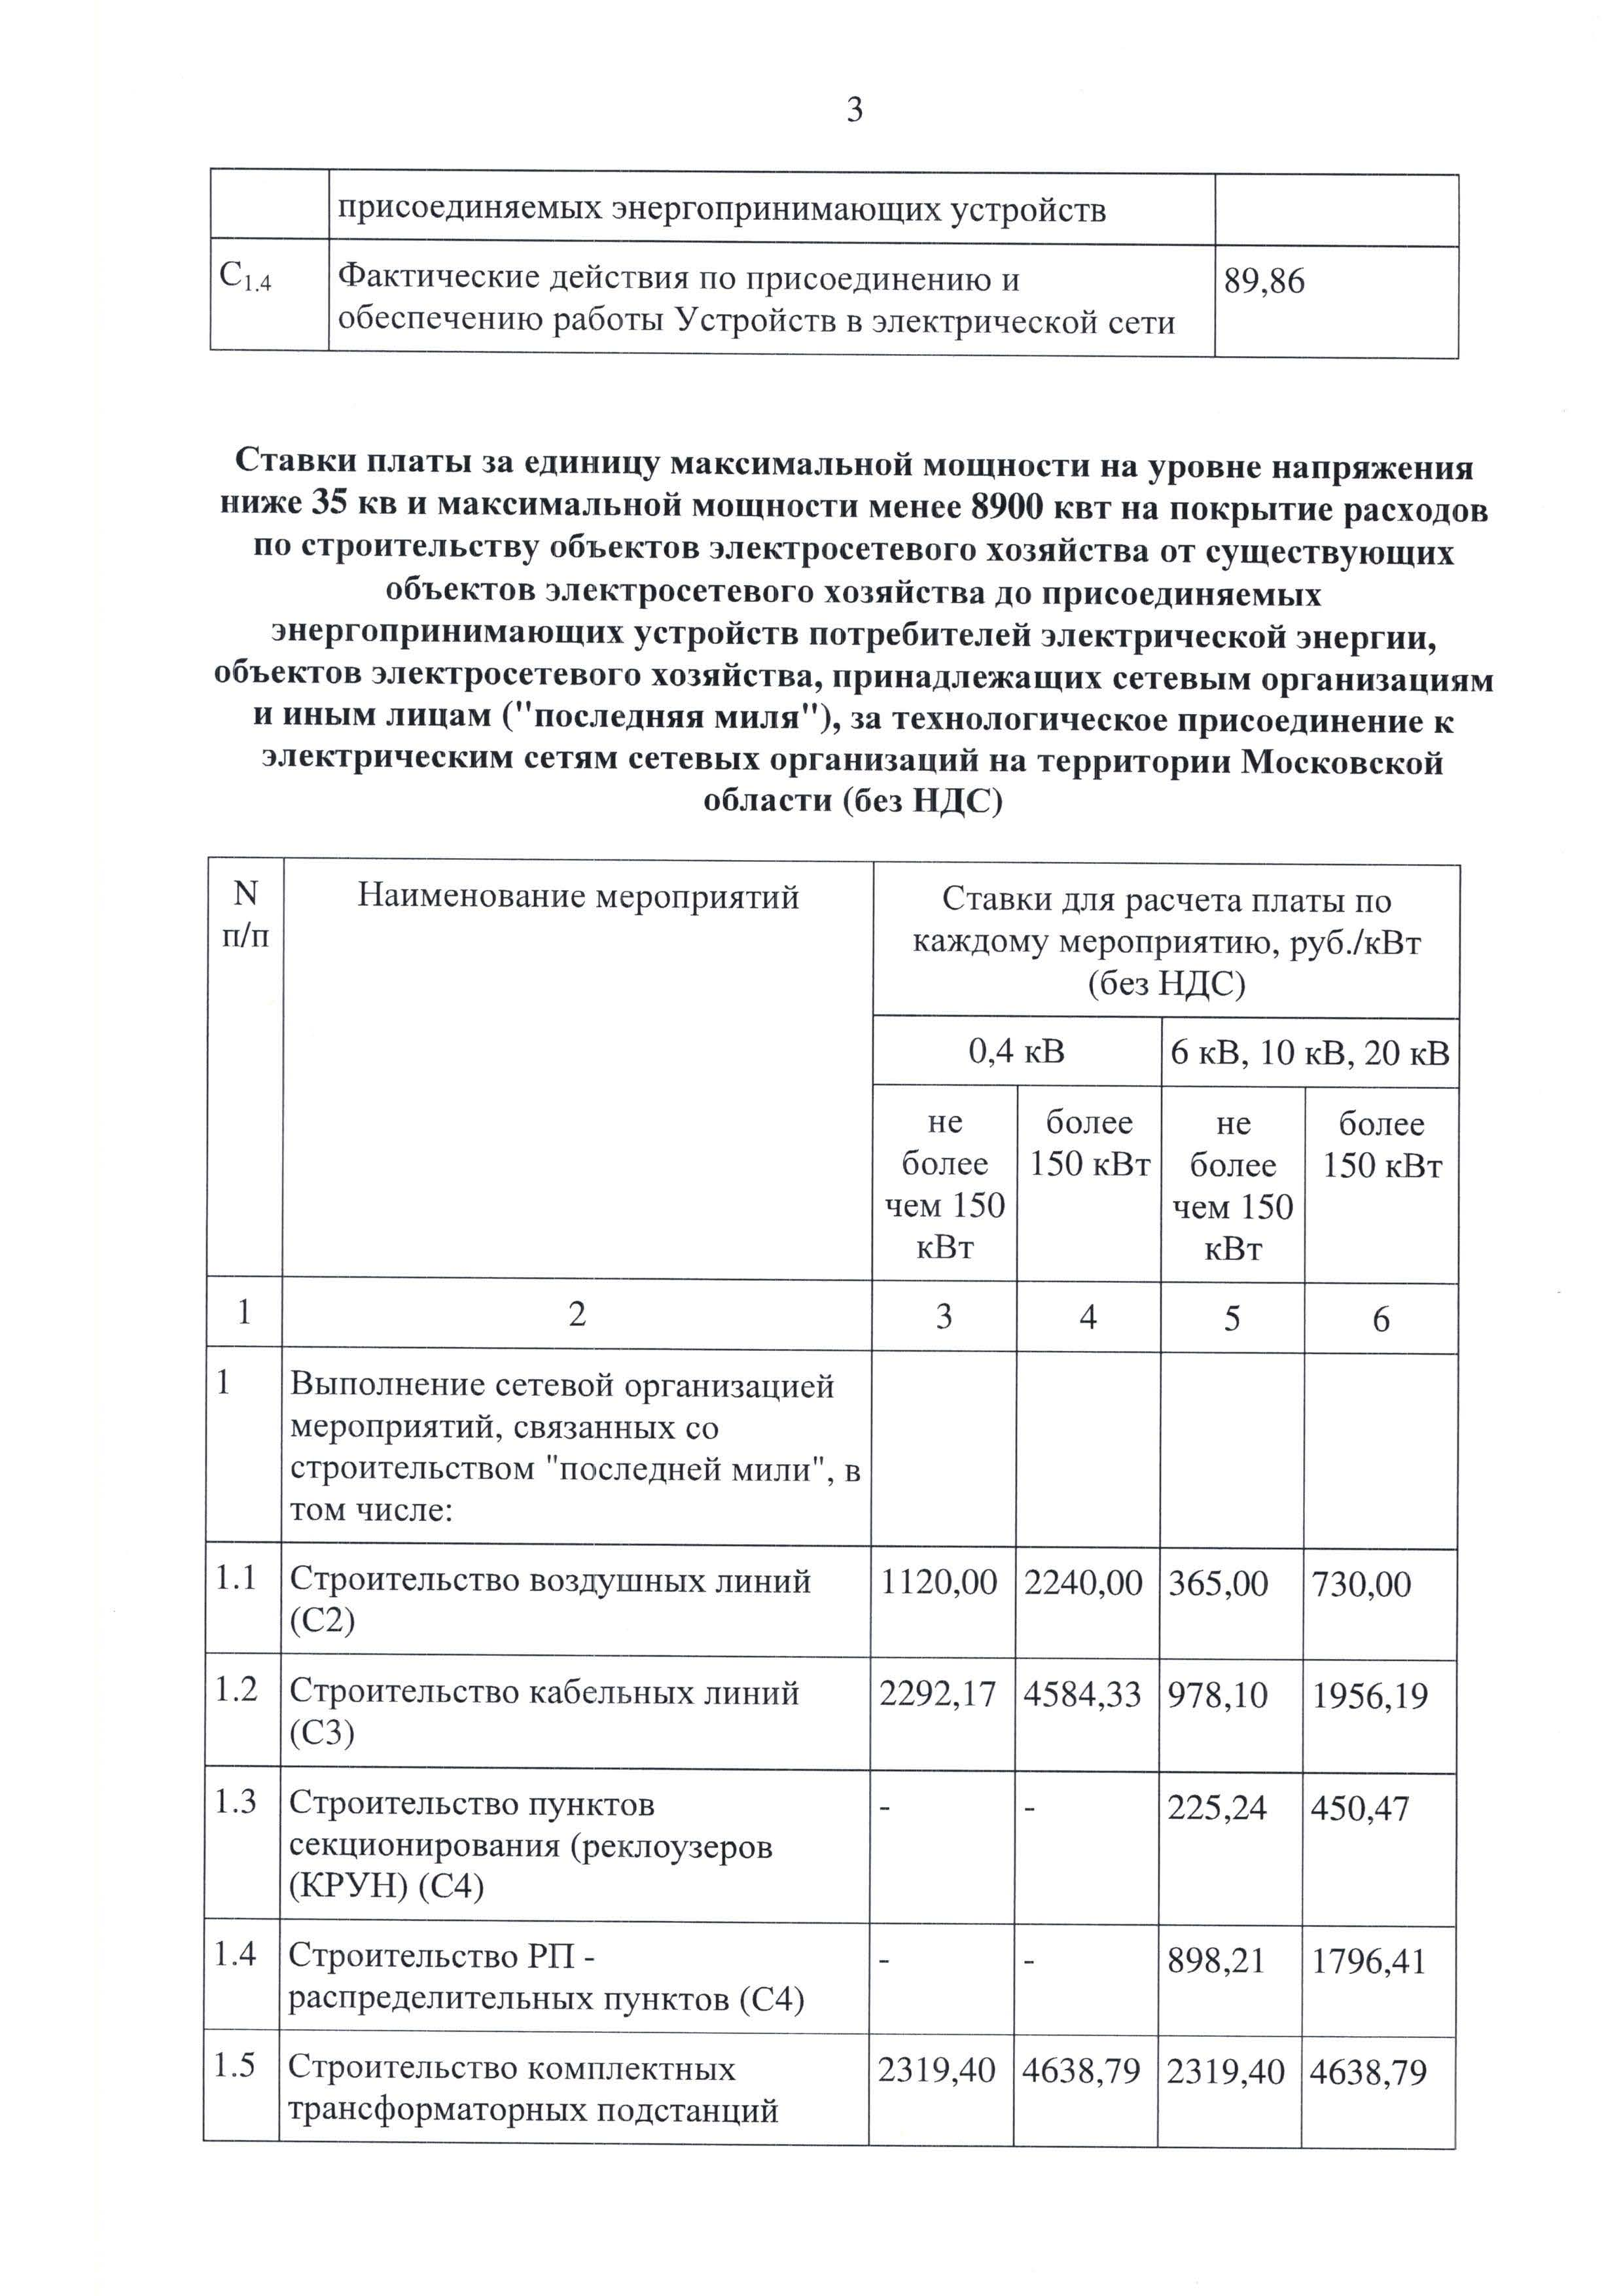 3
присоединяемых энергопринимающих устройств
С1.4 Фактические действия по присоединению и 89,86
обеспечению работы Устройств в электрической сети
Ставки платы за единицу максимальной мощности на уровне напряжения
ниже 35 кв и максимальной мощности менее 8900 квт на покрытие расходов
по строительству объектов электросетевого хозяйства от существующих
объектов электросетевого хозяйства до присоединяемых
энергопринимающих устройств потребителей электрической энергии,
объектов электросетевого хозяйства, принадлежащих сетевым организациям
и иным лицам ("последняя миля"), за технологическое присоединение к
электрическим сетям сетевых организаций на территории Московской
области (без НДС)
N
п/п
Наименование мероприятий
Ставки для расчета платы по
каждому мероприятию, руб./кВт
(без НДС)
0,4 кВ
6 кВ, 10 кВ, 20 кВ
не
более
чем 150
кВт
более
150 кВт
не
более
чем 150
кВт
более
150 кВт
1 2 3 4 5 6
1 Выполнение сетевой организацией
мероприятий, связанных со
строительством "последней мили", в
том числе:
1.1 Строительство воздушных линий 1120,00 2240,00 365,00 730,00
(С2)
1.2 Строительство кабельных линий 2292,17 4584,33 978,10 1956,19
(С3)
1.3 Строительство пунктов - - 225,24 450,47
секционирования (реклоузеров
(КРУН) (С4)
1.4 Строительство РП - - - 898,21 1796,41
распределительных пунктов (С4)
1.5 Строительство комплектных 2319,40 4638,79 2319,40 4638,79
трансформаторных подстанций